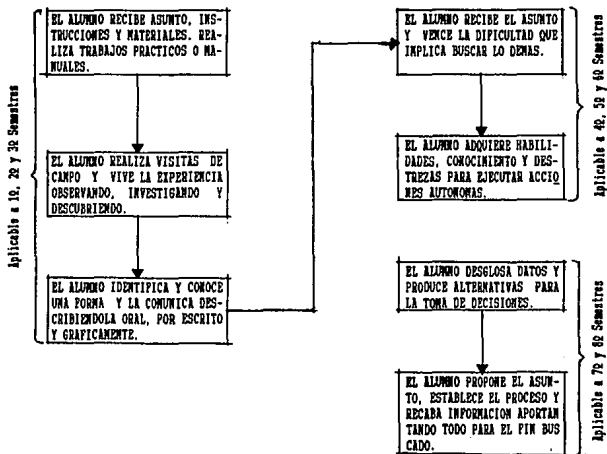 EL ALUMNO RECIBE ASUNTO, INS-
TRUCCIONES Y MATERIALES. REA-
LIZA TRABAJOS PRACTICOS O MA-
NUALES.
EL ALUMNO REALIZA VISITAS DE
CAMPO Y VIVE LA EXPERIENCIA
OBSERVANDO, INVESTIGANDO Y
DESCUBRIENDO.
EL ALUMNO IDENTIFICA Y CONOCE
UNA FORMA Y LA COMUNICA DES-
CRIBIENDOLA ORAL, POR ESCRITO
Y GRAFICAMENTE.
Aplicable a 1º, 2º y 3º Semestres
EL ALUMNO RECIBE EL ASUNTO
Y VENCE LA DIFICULTAD QUE
IMPLICA BUSCAR LO DEMAS.
EL ALUMNO ADQUIERE HABILI-
DADES, CONOCIMIENTO Y DES-
TREZAS PARA EJECUTAR ACCIO
NES AUTONOMAS.
Aplicable a 4º, 5º y 6º Semestres
EL ALUMNO DESGLOSA DATOS Y
PRODUCE ALTERNATIVAS PARA
LA TOMA DE DECISIONES.
EL ALUMNO PROPONE EL ASUN-
TO, ESTABLECE EL PROCESO Y
RECABA INFORMACION APORTAN
TANDO TODO PARA EL FIN BUS
CADO.
Aplicable a 7º y 8º Semestres